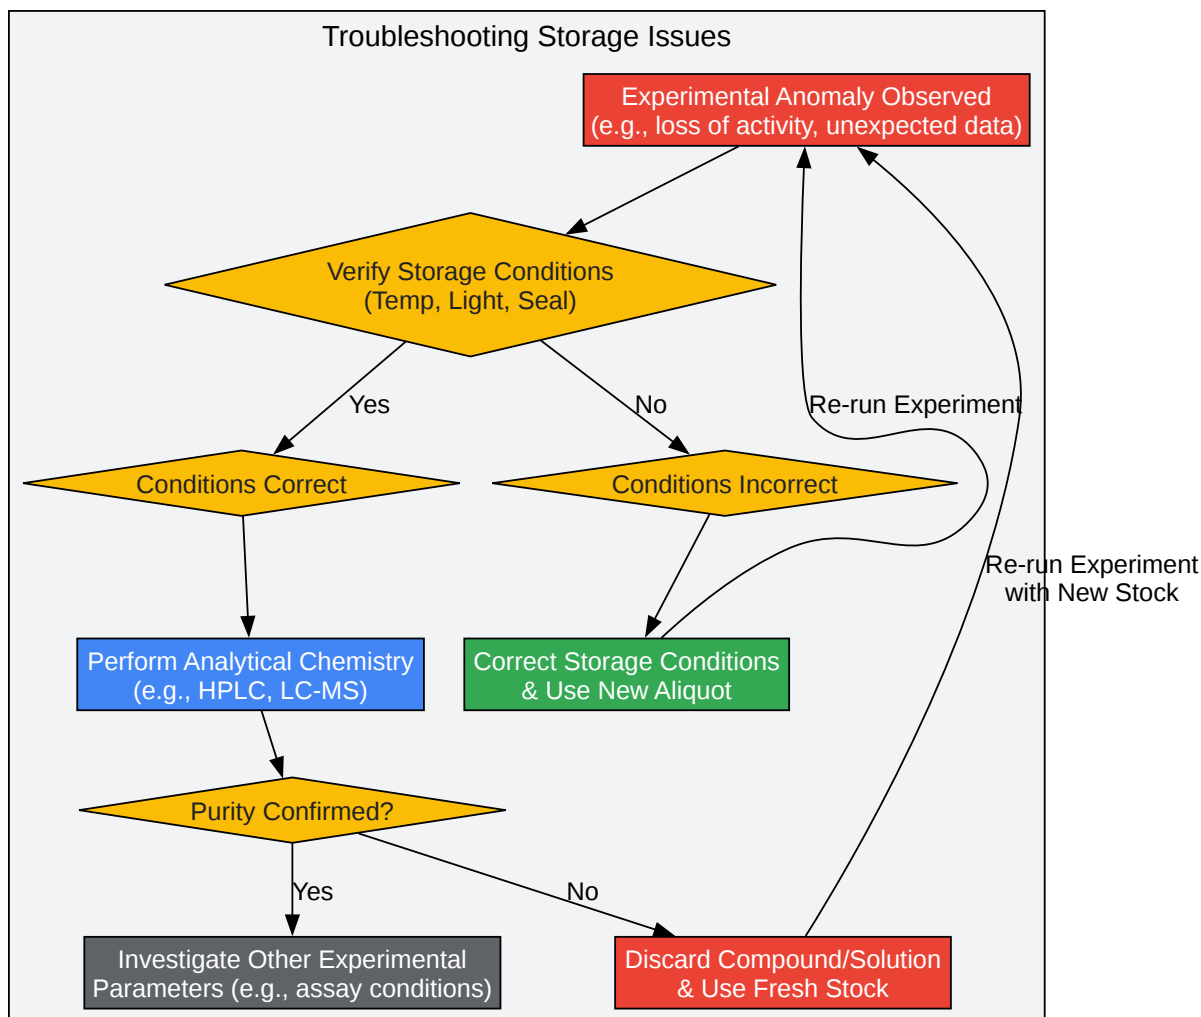 Troubleshooting Storage Issues
Experimental Anomaly Observed
(e.g., loss of activity, unexpected data)
Verify Storage Conditions
(Temp, Light, Seal)
Yes
No
Re-run Experiment
Conditions Correct
Conditions Incorrect
Re-run Experiment
with New Stock
Perform Analytical Chemistry
(e.g., HPLC, LC-MS)
Correct Storage Conditions
& Use New Aliquot
Purity Confirmed?
Yes
No
Investigate Other Experimental
Parameters (e.g., assay conditions)
Discard Compound/Solution
& Use Fresh Stock